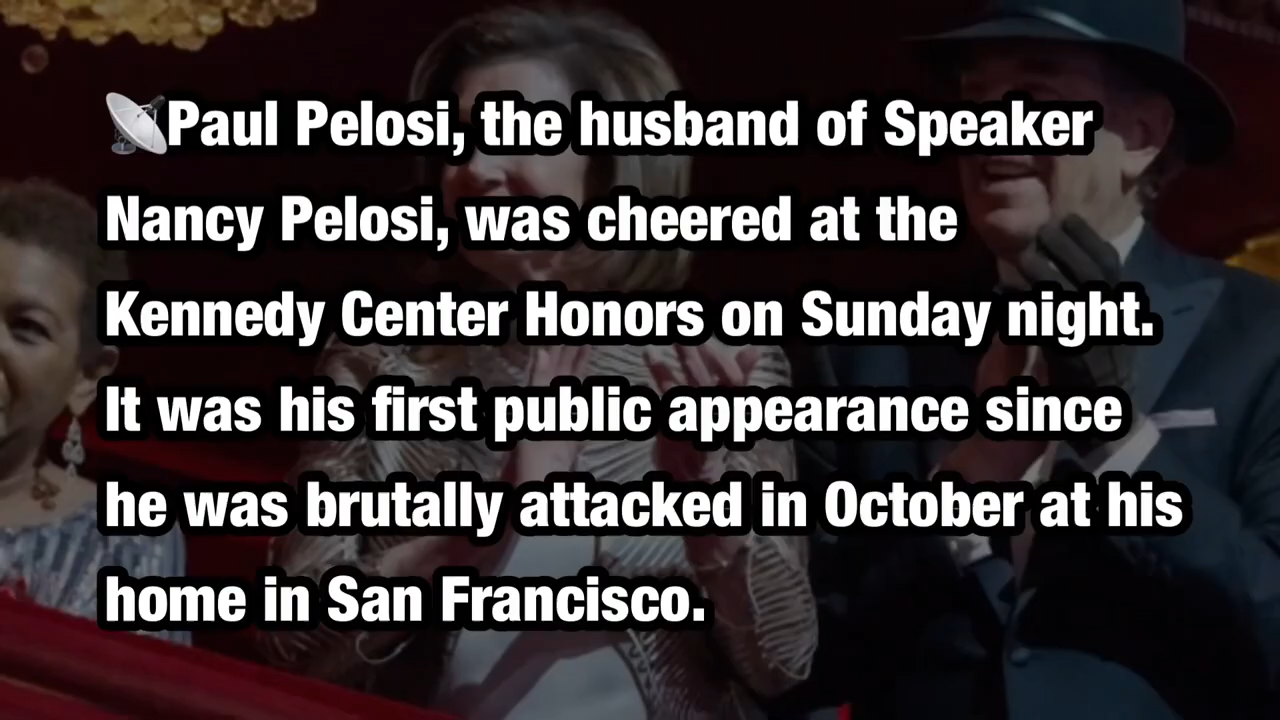 📡Paul Pelosi, the husband of Speaker
Nancy Pelosi, was cheered at the
Kennedy Center Honors on Sunday night.
It was his first public appearance since
he was brutally attacked in October at his
home in San Francisco.